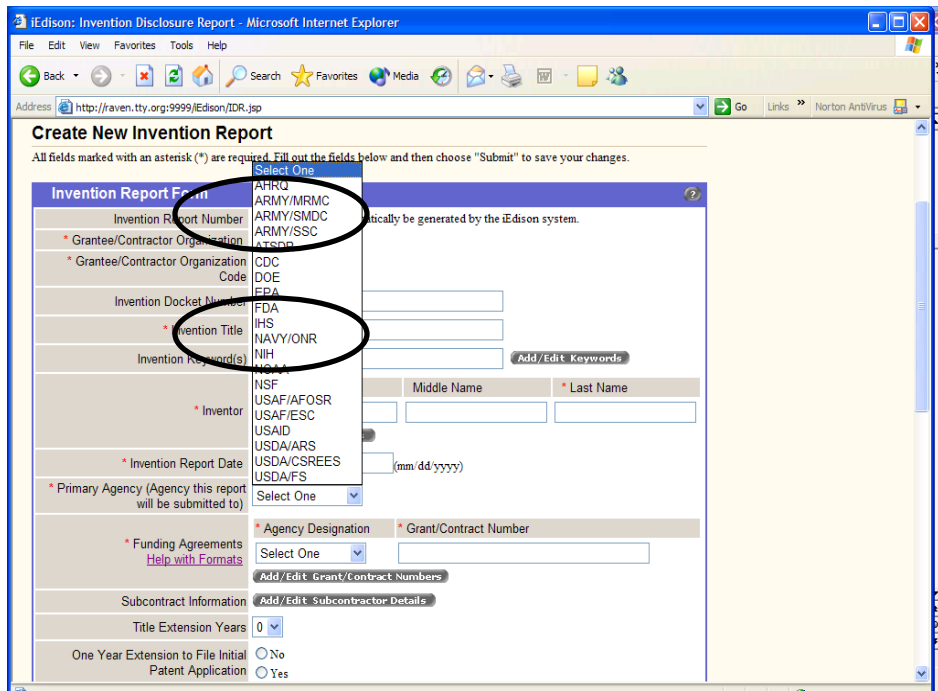 iEdison: Invention Disclosure Report - Microsoft Internet Explorer
File Edit View Favorites Tools Help
Back Search Favorites Media
Address http://raven.tty.org:9999/iEdison/IDR.jsp Go Links » Norton AntiVirus
Create New Invention Report
All fields marked with an asterisk (*) are required. Fill out the fields below and then choose "Submit" to save your changes.
Select One
AHRQ
ARMY/MRMC
ARMY/SMDC
ARMY/SSC
ATSDR
CDC
DOE
EPA
FDA
IHS
NAVY/ONR
NIH
NOAA
NSF
USAF/AFOSR
USAF/ESC
USAID
USDA/ARS
USDA/CSREES
USDA/FS
Invention Report Form ?
Invention Report Number be generated by the iEdison system.
* Grantee/Contractor Organization
* Grantee/Contractor Organization
Code
Invention Docket Number
* Invention Title
Invention Keyword(s) Add/Edit Keywords
Middle Name * Last Name
* Inventor
* Invention Report Date (mm/dd/yyyy)
* Primary Agency (Agency this report
will be submitted to) Select One
* Agency Designation * Grant/Contract Number
* Funding Agreements
Help with Formats Select One
Add/Edit Grant/Contract Numbers
Subcontract Information Add/Edit Subcontractor Details
Title Extension Years 0
One Year Extension to File Initial
Patent Application No
Yes